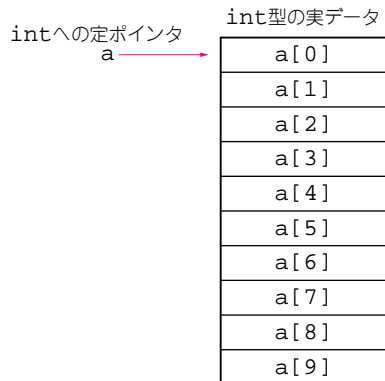 int型の実データ
intへの定ポインタ
a
a[0]
a[1]
a[2]
a[3]
a[4]
a[5]
a[6]
a[7]
a[8]
a[9]